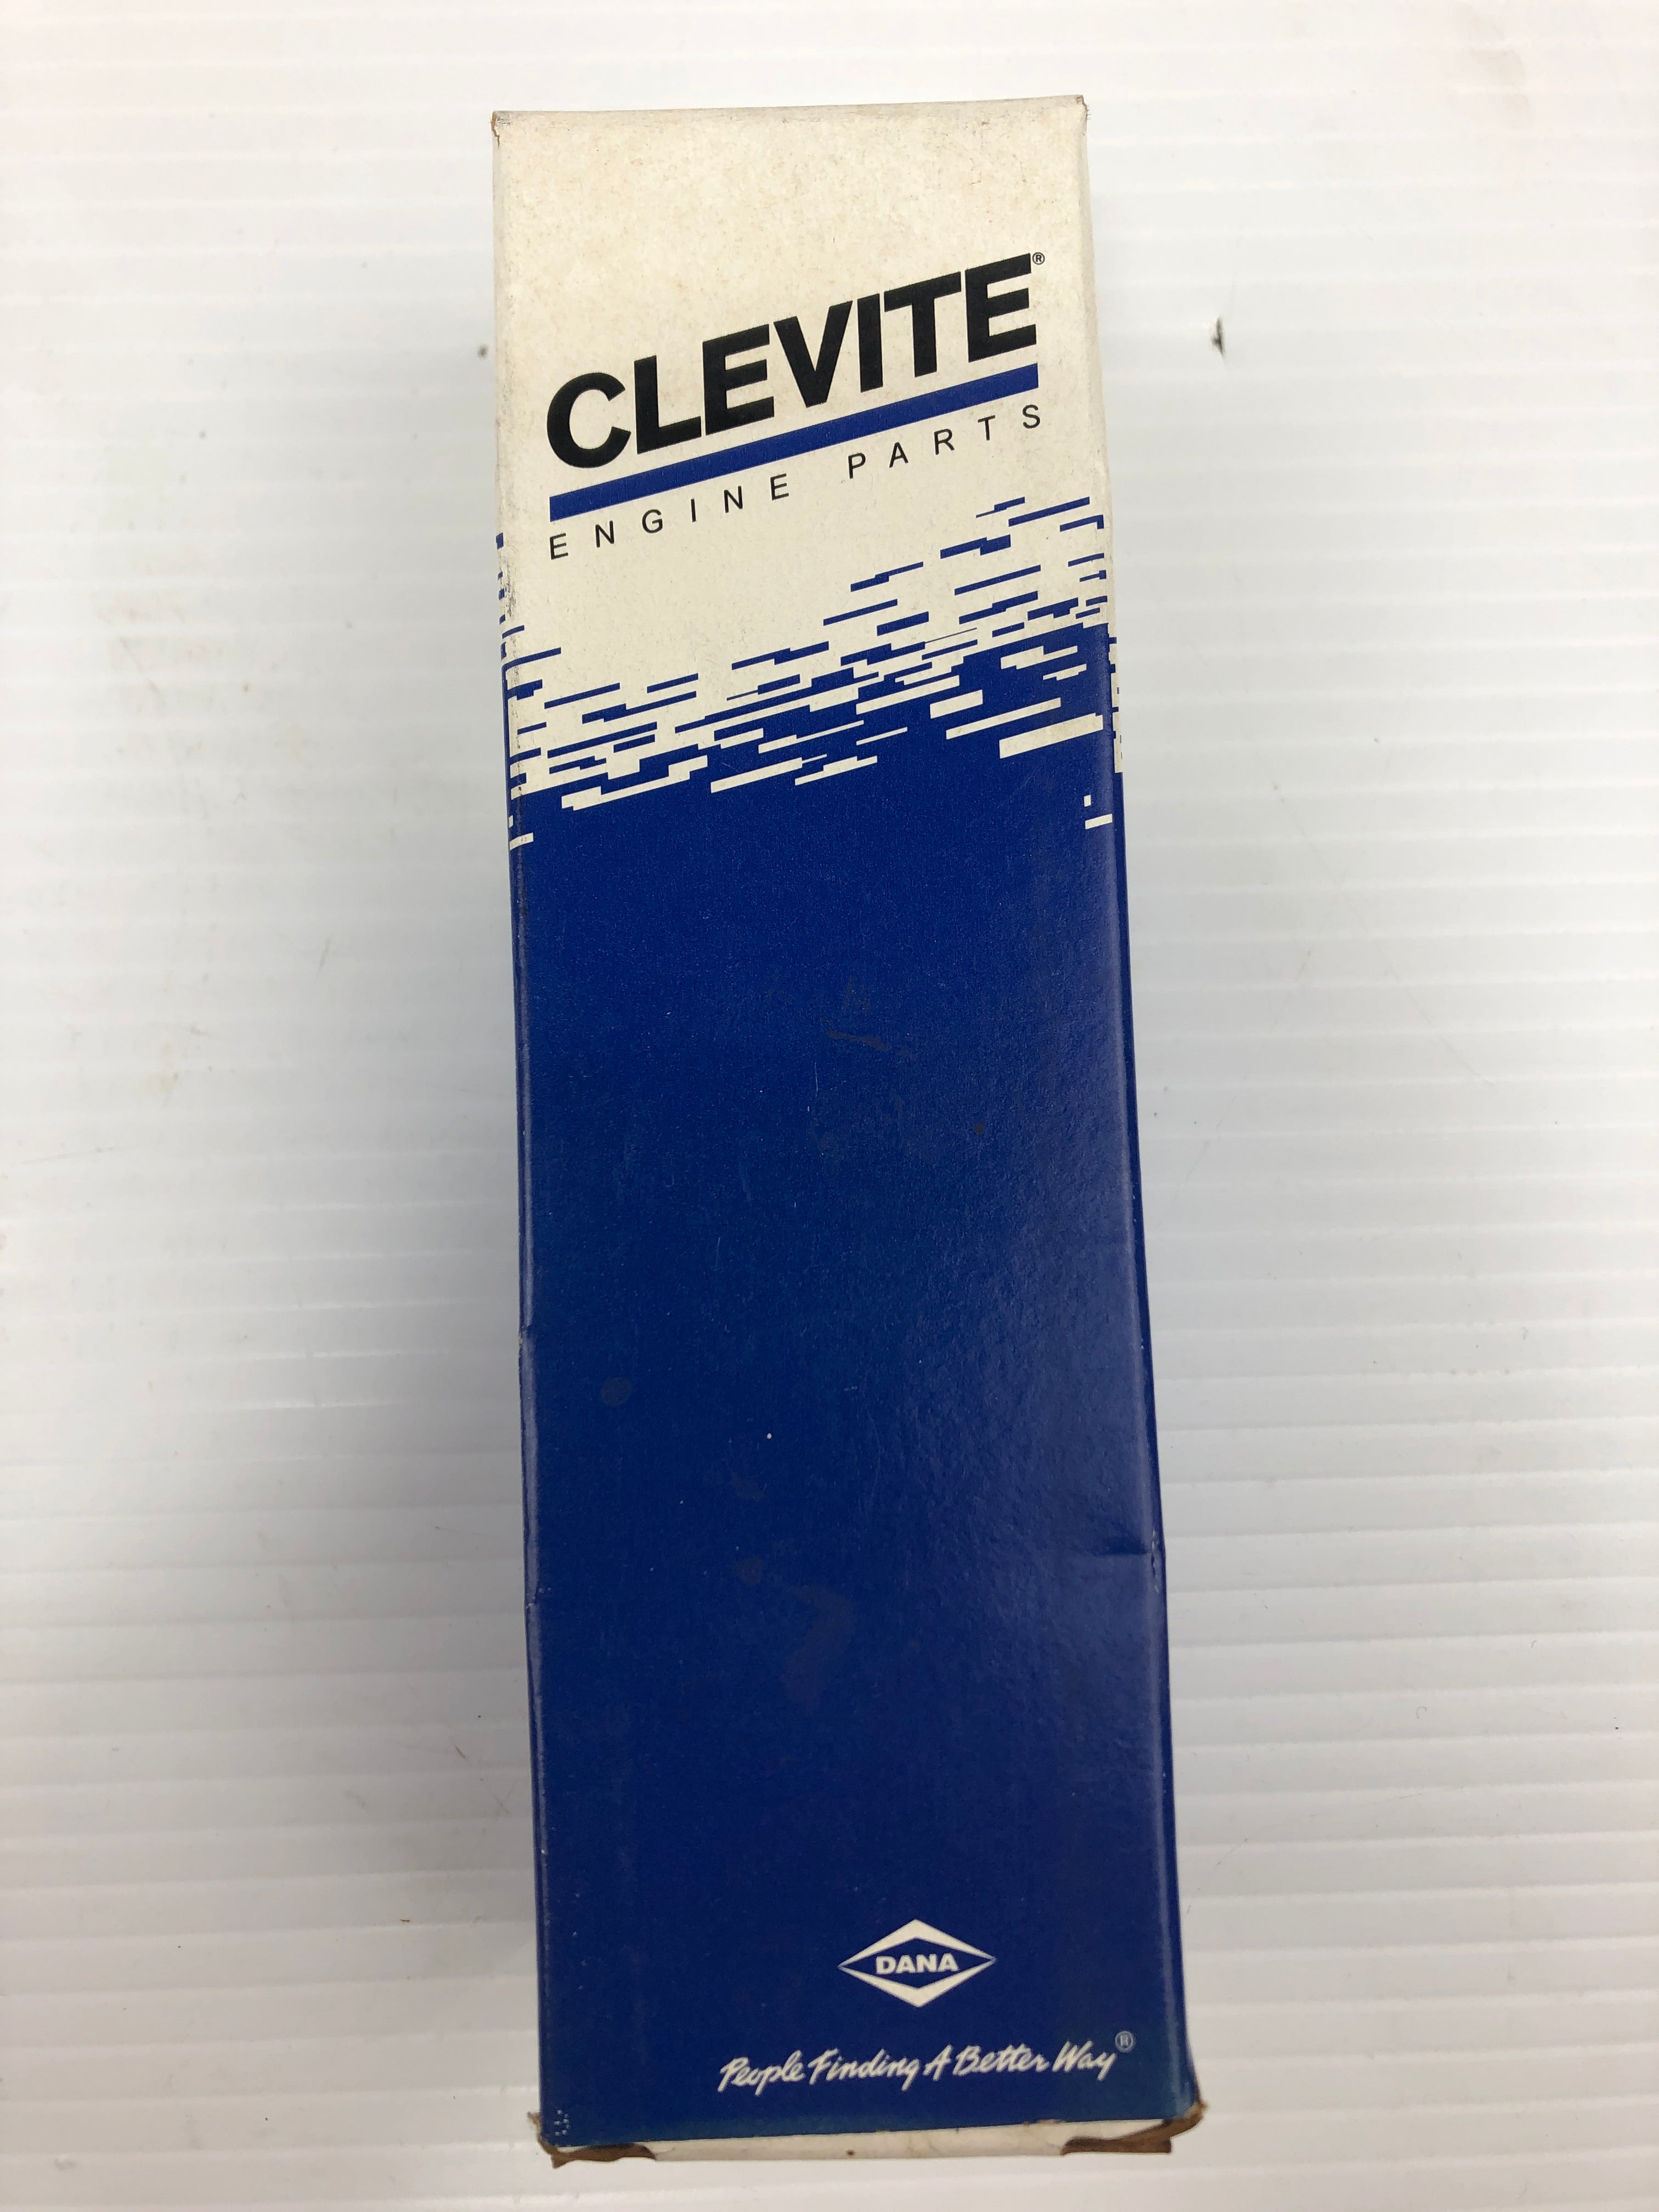 CLEVITE®
ENGINE PARTS
DANA
People Finding A Better Way®